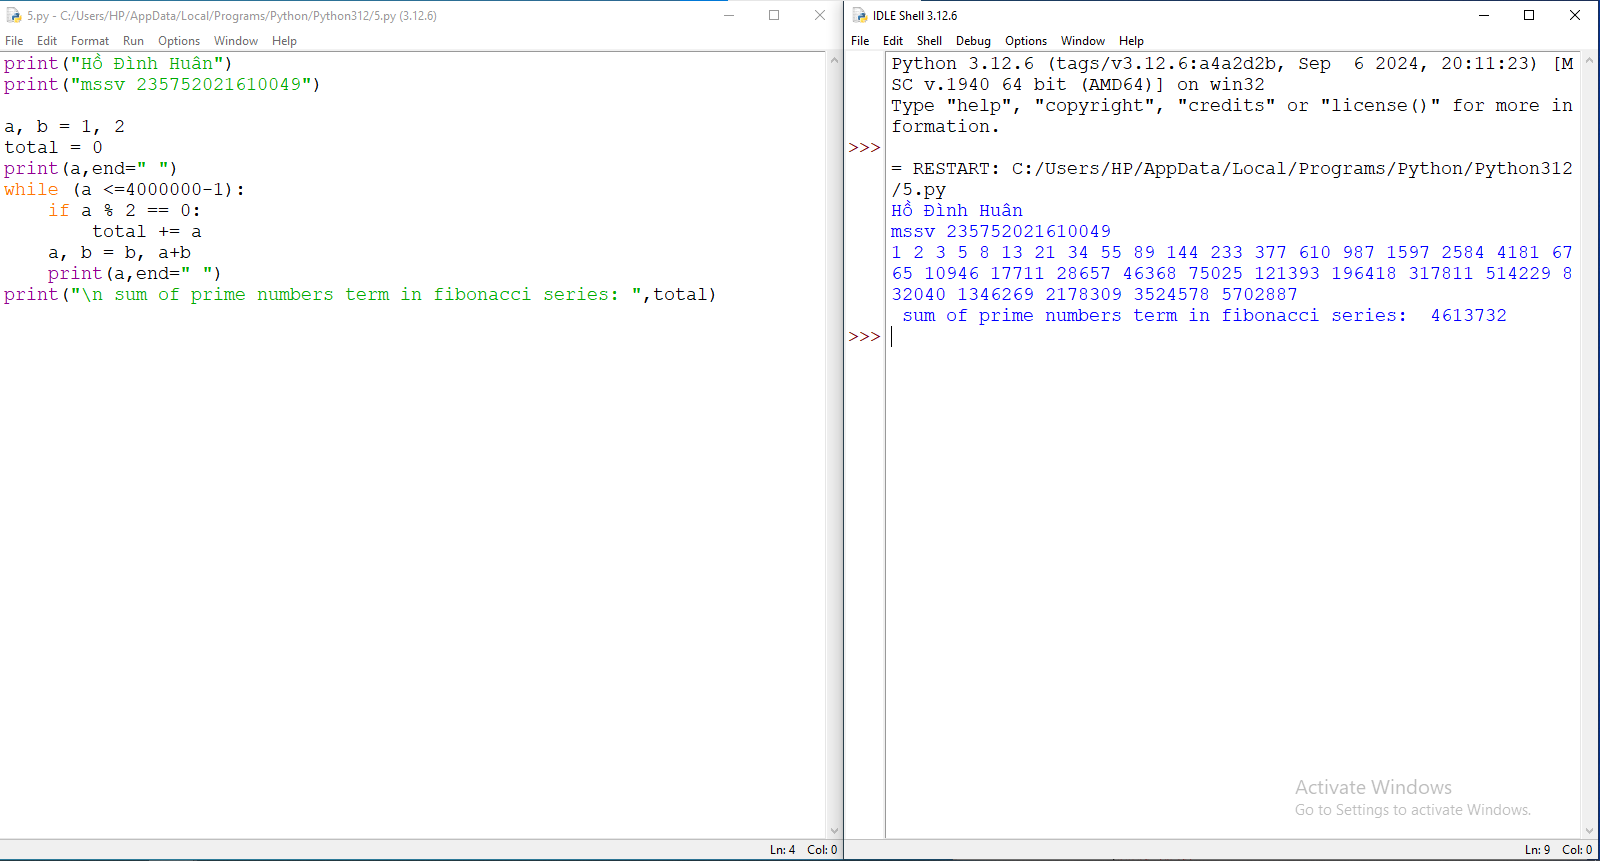 5.py - C:/Users/HP/AppData/Local/Programs/Python/Python312/5.py (3.12.6)
File Edit Format Run Options Window Help
print("Hồ Đình Huân")
print("mssv 235752021610049")
a, b = 1, 2
total = 0
print(a,end=" ")
while (a <=4000000-1):
    if a % 2 == 0:
        total += a
    a, b = b, a+b
    print(a,end=" ")
print("\n sum of prime numbers term in fibonacci series: ",total)
Ln: 4 Col: 0
IDLE Shell 3.12.6
File Edit Shell Debug Options Window Help
Python 3.12.6 (tags/v3.12.6:a4a2d2b, Sep  6 2024, 20:11:23) [M
SC v.1940 64 bit (AMD64)] on win32
Type "help", "copyright", "credits" or "license()" for more in
formation.
>>>
= RESTART: C:/Users/HP/AppData/Local/Programs/Python/Python312
/5.py
Hồ Đình Huân
mssv 235752021610049
1 2 3 5 8 13 21 34 55 89 144 233 377 610 987 1597 2584 4181 67
65 10946 17711 28657 46368 75025 121393 196418 317811 514229 8
32040 1346269 2178309 3524578 5702887
 sum of prime numbers term in fibonacci series:  4613732
>>>
Activate Windows
Go to Settings to activate Windows.
Ln: 9 Col: 0